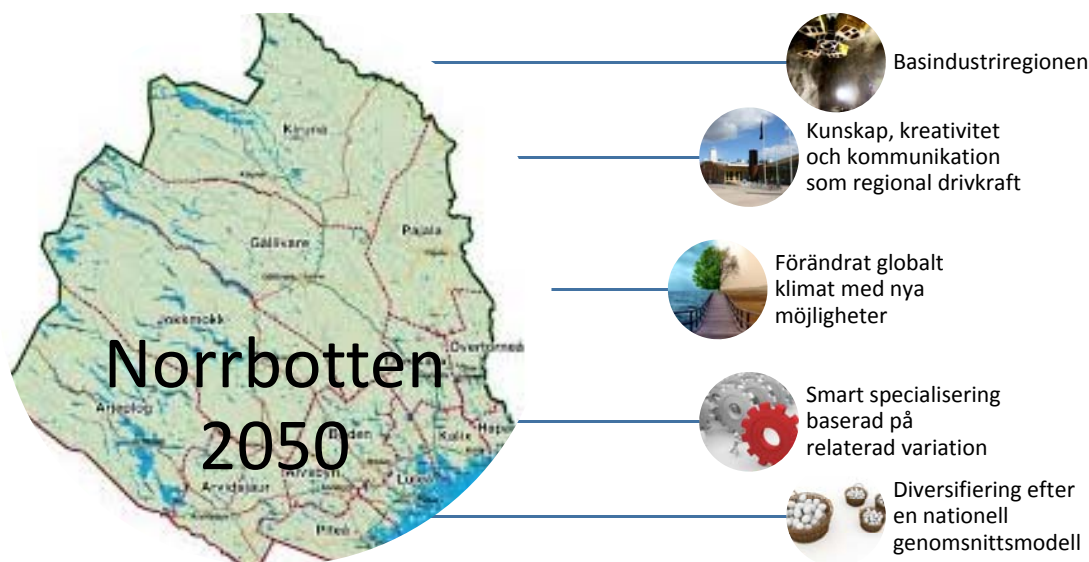 Norrbotten
2050
Kiruna
Gällivare
Pajala
Jokkmokk
Övertorneå
Arjeplog
Boden
Kalix
Älvsbyn
Luleå
Arvidsjaur
Piteå
Basindustriregionen
Kunskap, kreativitet
och kommunikation
som regional drivkraft
Förändrat globalt
klimat med nya
möjligheter
Smart specialisering
baserad på
relaterad variation
Diversifiering efter
en nationell
genomsnittsmodell